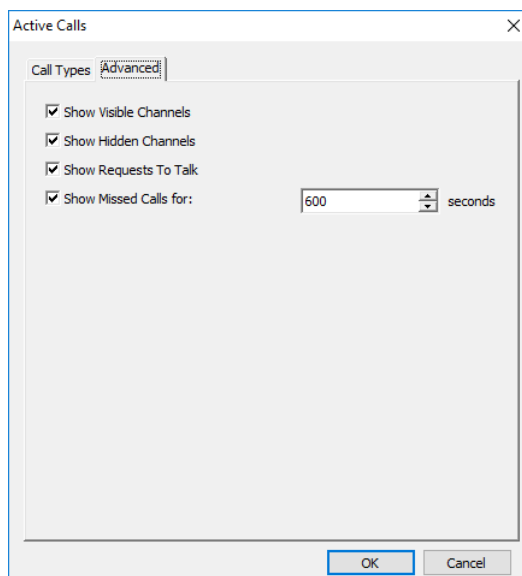 Active Calls
Call Types Advanced
Show Visible Channels
Show Hidden Channels
Show Requests To Talk
Show Missed Calls for: 600 seconds
OK Cancel